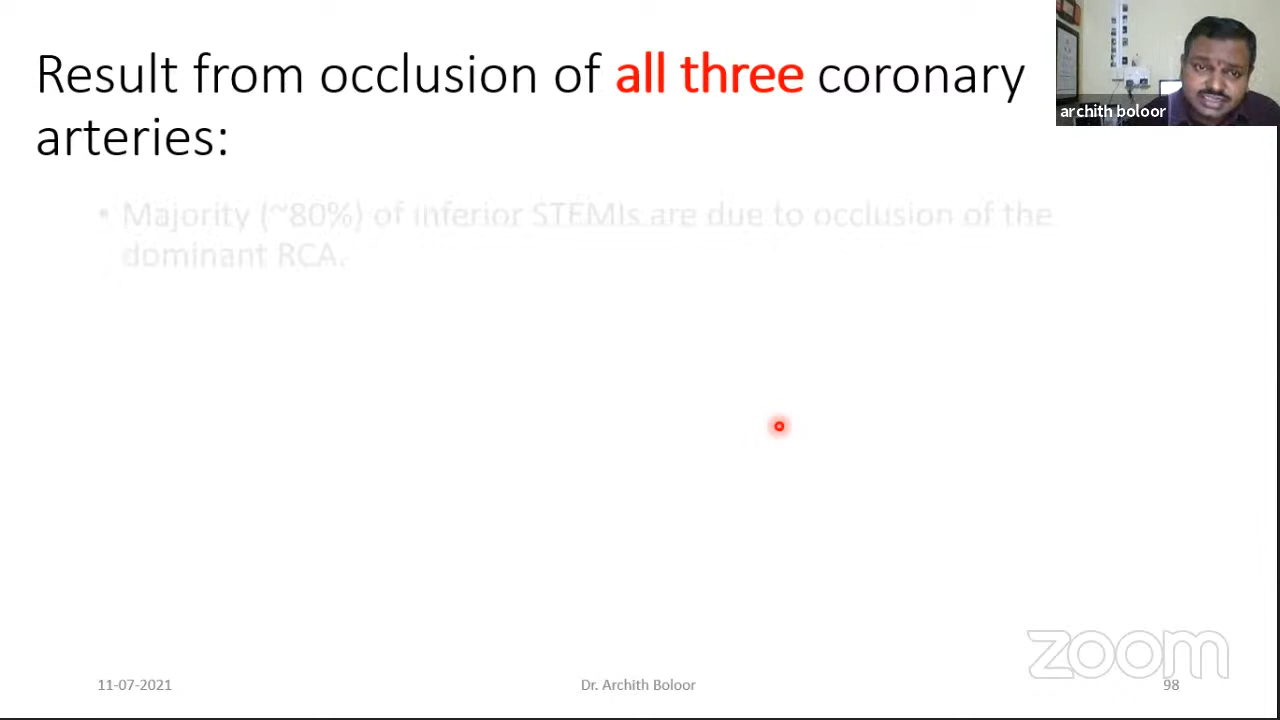 Result from occlusion of all three coronary
arteries:
archith boloor
• Majority (~80%) of inferior STEMIs are due to occlusion of the
dominant RCA.
zoom
11-07-2021
Dr. Archith Boloor
98